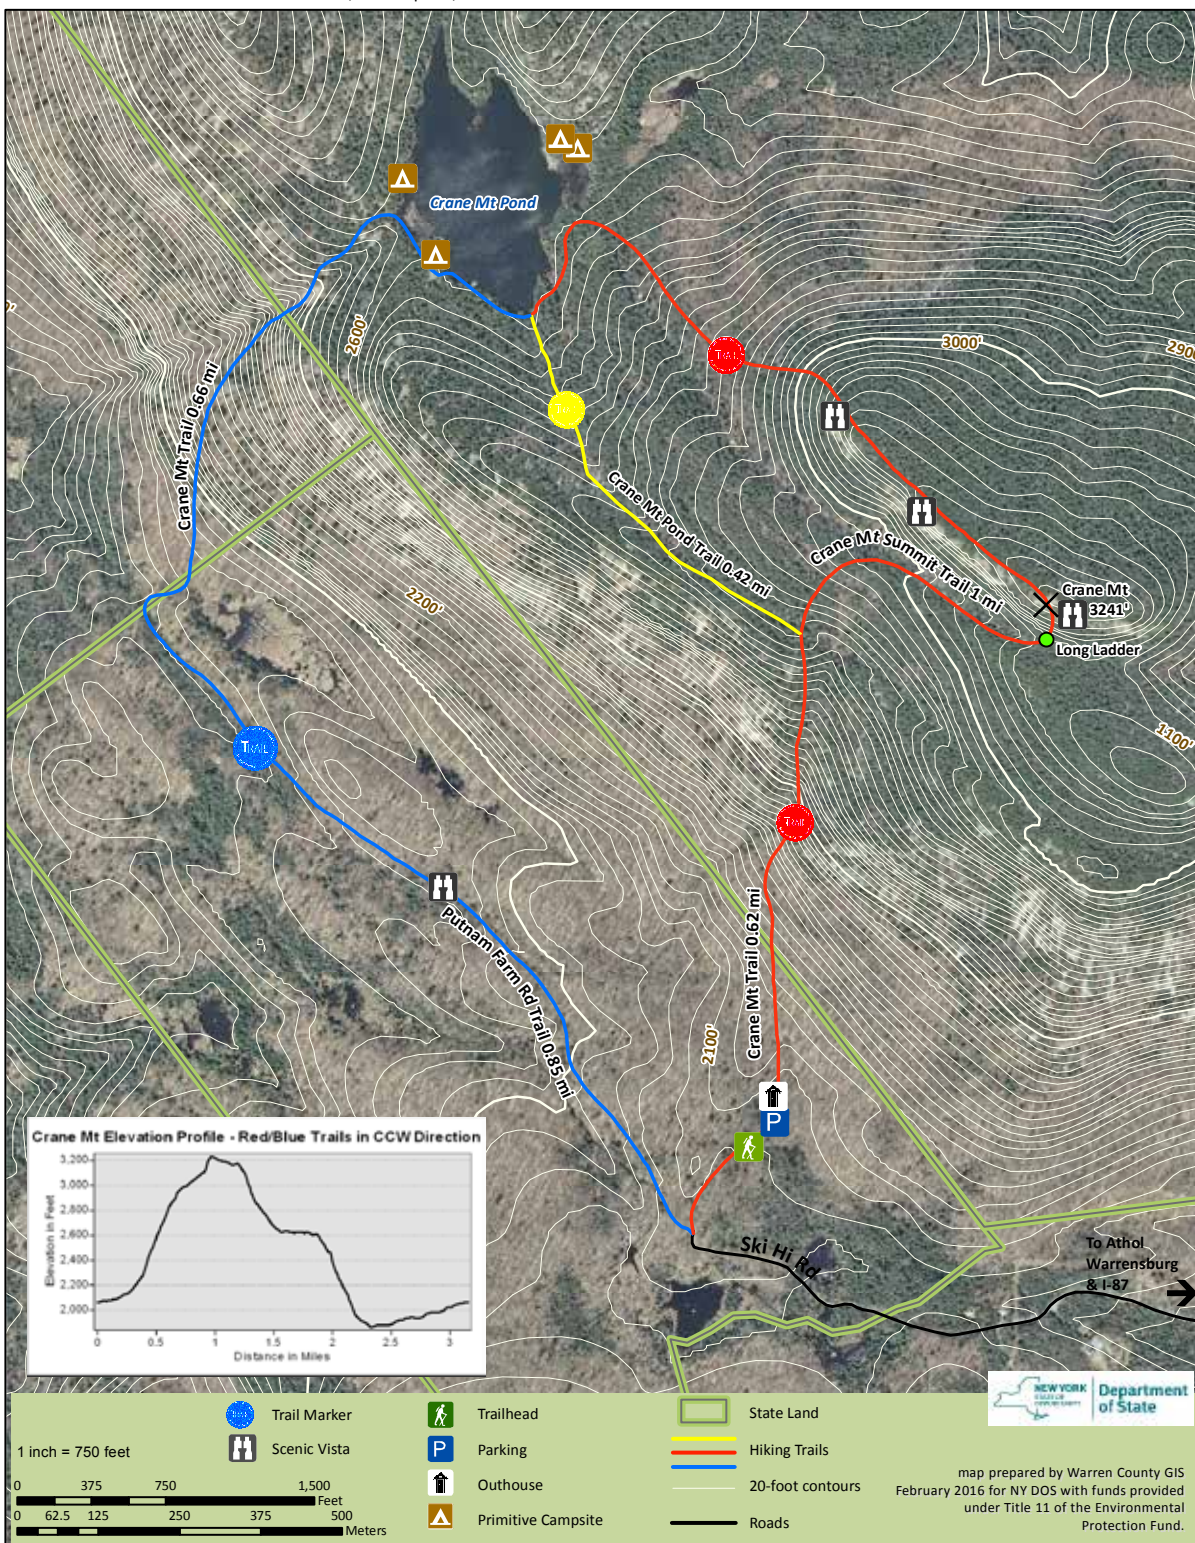 Crane Mt Pond
2600'
3000'
2900
Crane Mt Trail 0.66 mi
TRAIL
Crane Mt Pond Trail 0.42 mi
Crane Mt Summit Trail 1 mi
Crane Mt
3241'
Long Ladder
2200'
1100'
TRAIL
TRAIL
Putnam Farm Rd Trail 0.85 mi
Crane Mt Trail 0.62 mi
2100'
P
Ski Hi Rd
To Athol
Warrensburg
& I-87
Crane Mt Elevation Profile - Red/Blue Trails in CCW Direction
Elevation in Feet
3,200
3,000
2,800
2,600
2,400
2,200
2,000
0 0.5 1 1.5 2 2.5 3
Distance in Miles
NEW YORK
STATE OF
OPPORTUNITY
Department
of State
Trail Marker
Scenic Vista
Trailhead
P Parking
Outhouse
Primitive Campsite
State Land
Hiking Trails
20-foot contours
Roads
1 inch = 750 feet
0 375 750 1,500
Feet
0 62.5 125 250 375 500
Meters
map prepared by Warren County GIS
February 2016 for NY DOS with funds provided
under Title 11 of the Environmental
Protection Fund.